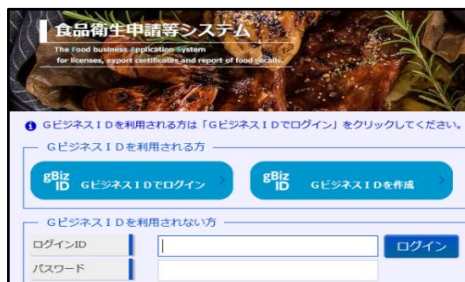 食品衛生申請等システム
The Food business Application System
for licenses, export certificates and report of food recalls.
GビジネスIDを利用される方は「GビジネスIDでログイン」をクリックしてください。
GビジネスIDを利用される方
gBiz ID GビジネスIDでログイン
gBiz ID GビジネスIDを作成
GビジネスIDを利用されない方
ログインID
ログイン
パスワード